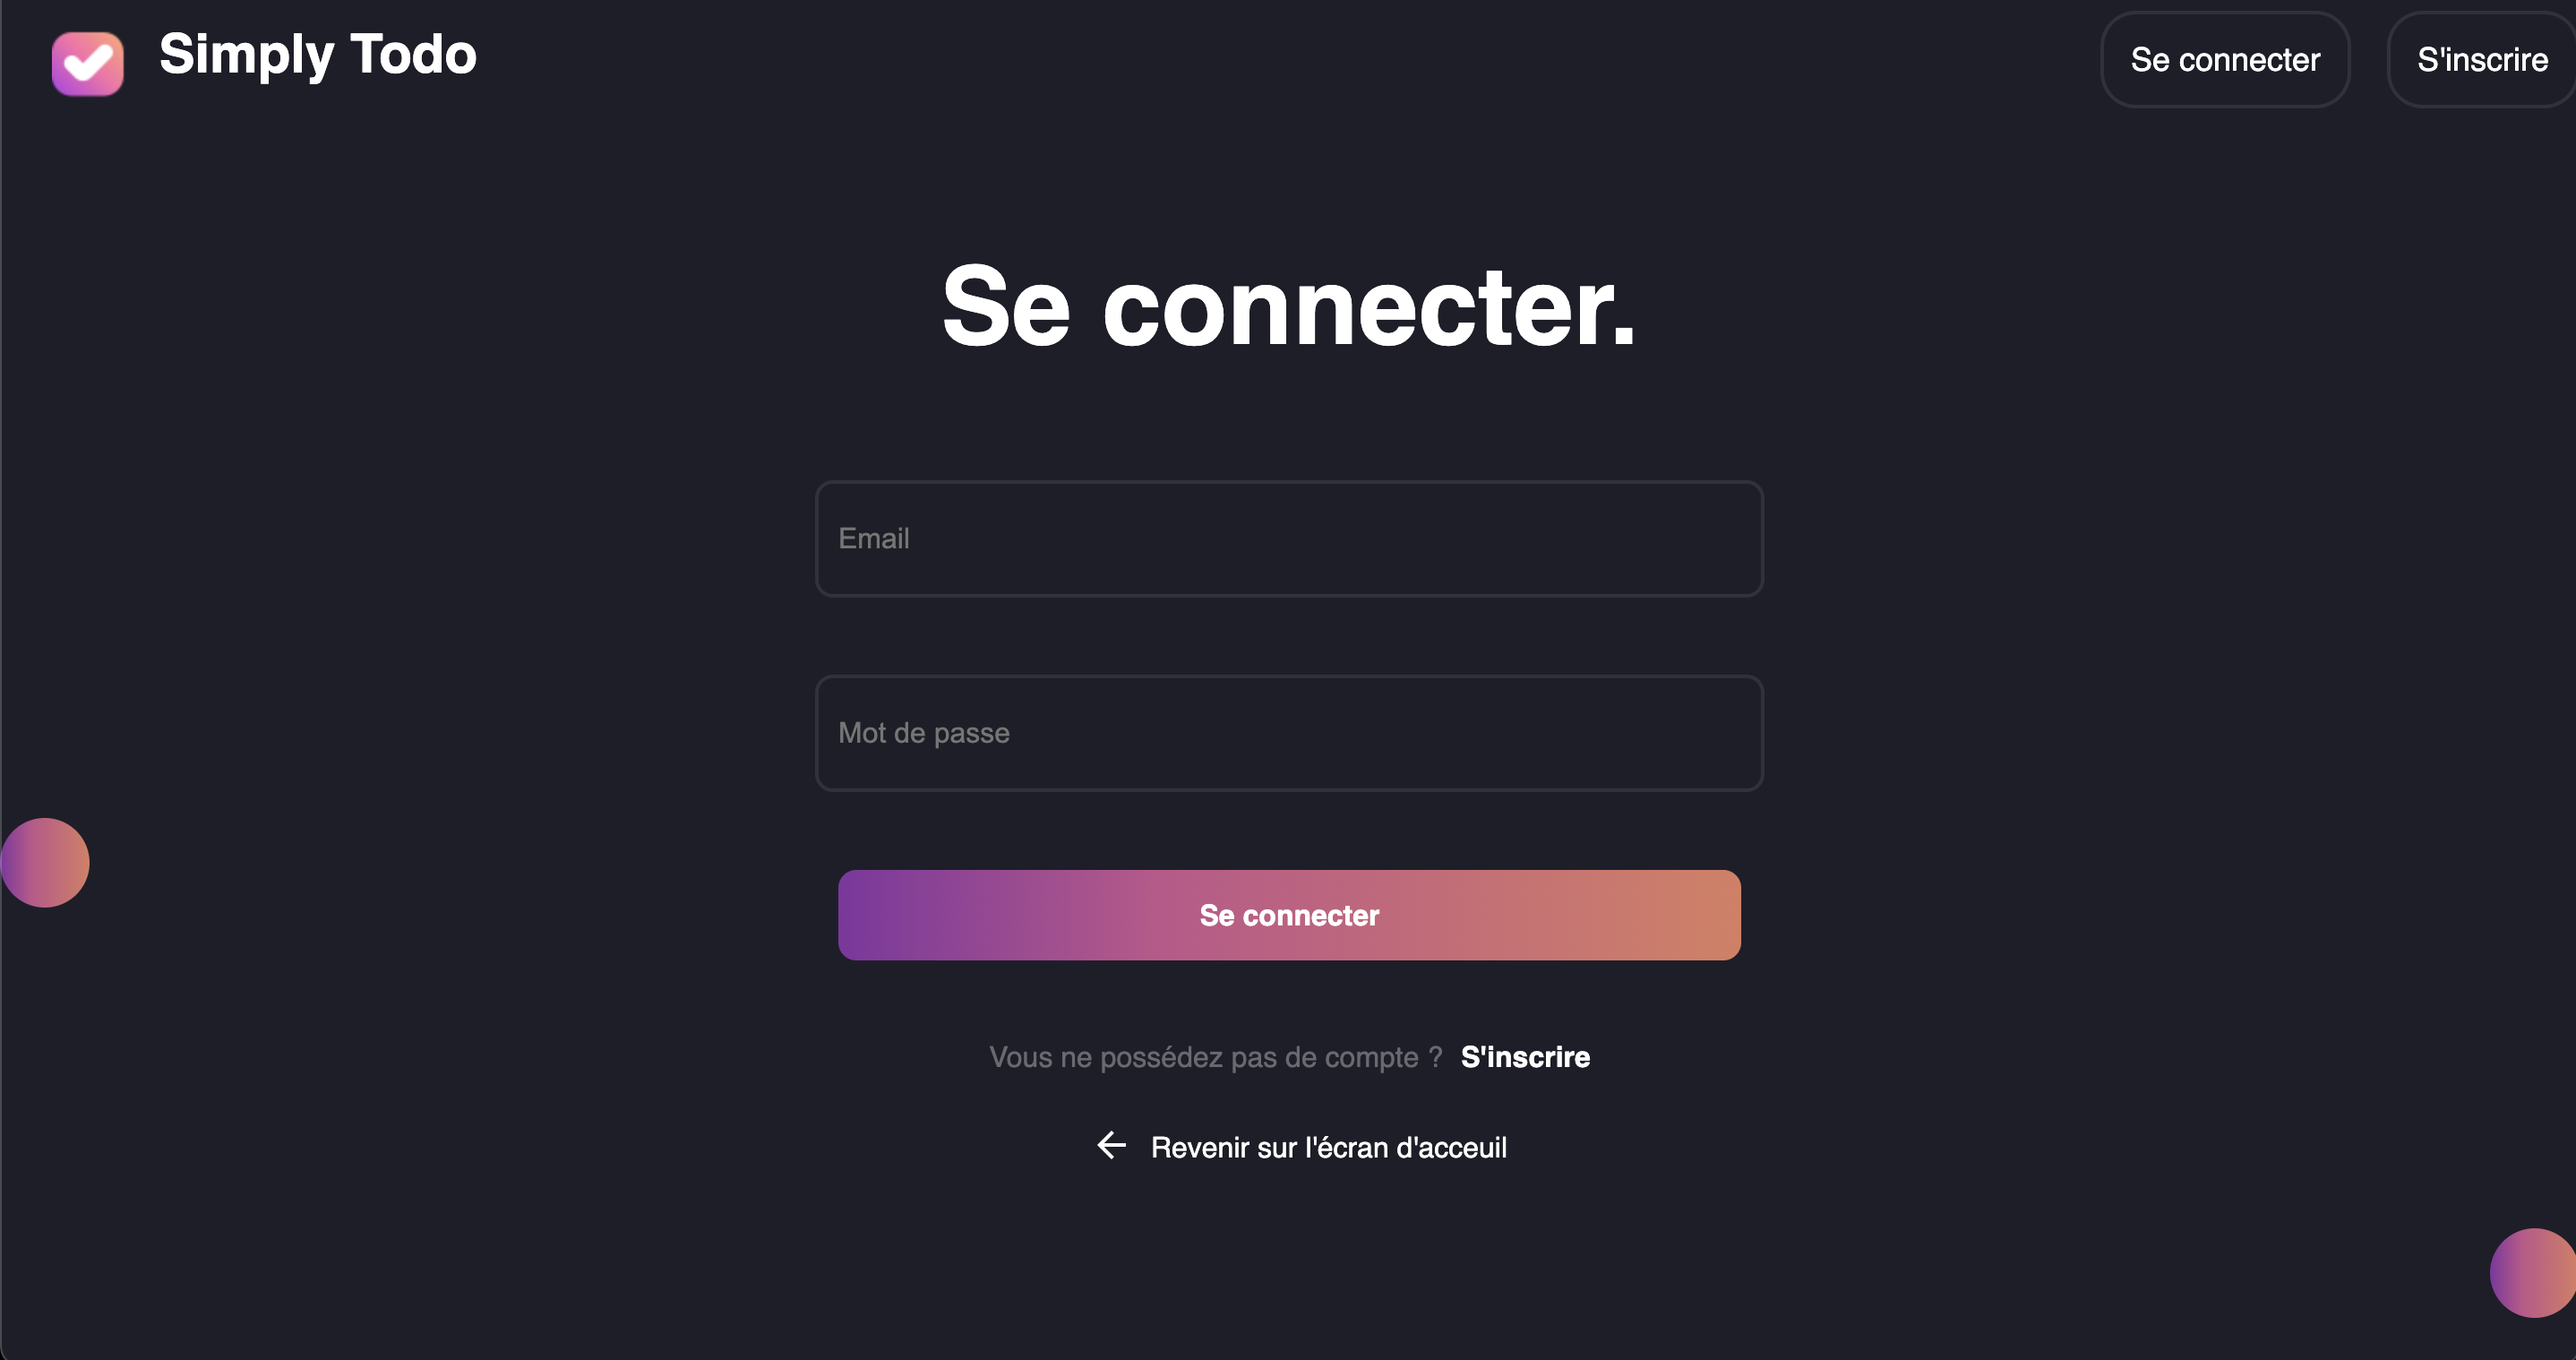 Simply Todo
Se connecter
S'inscrire
Se connecter.
Email
Mot de passe
Se connecter
Vous ne possédez pas de compte ? S'inscrire
Revenir sur l'écran d'acceuil